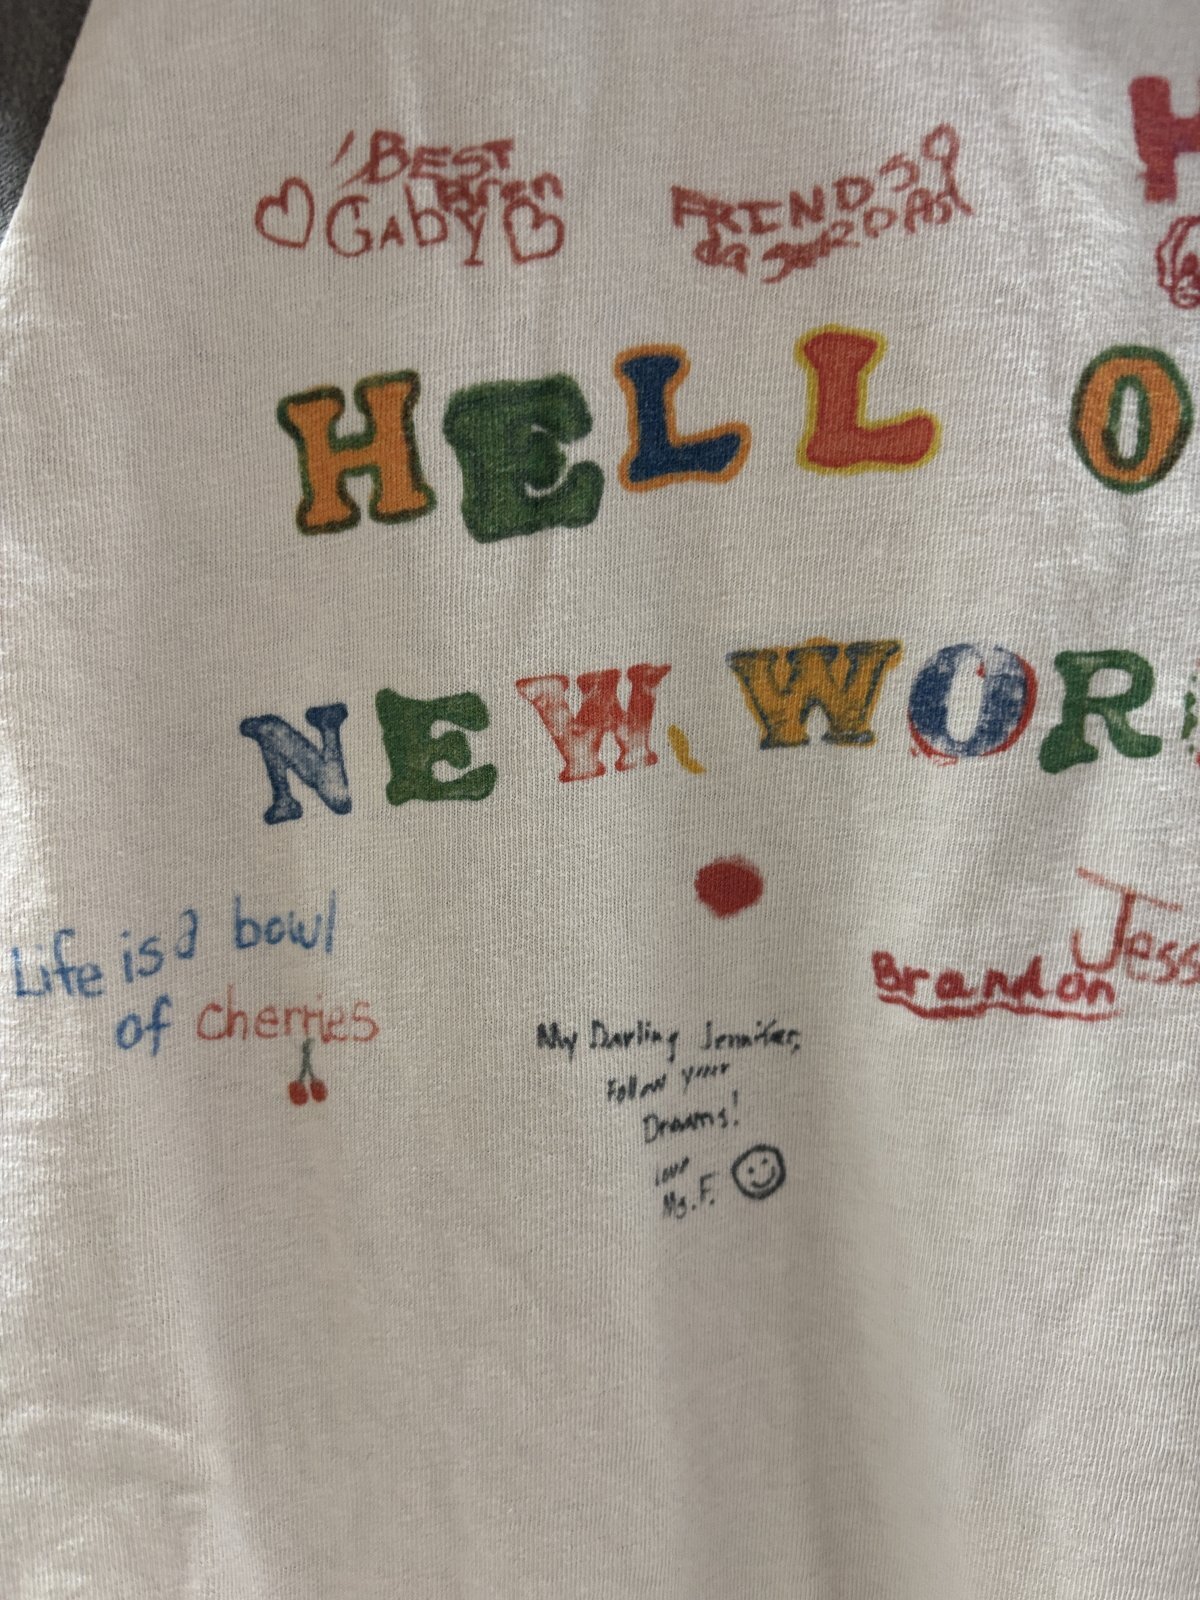 BEST
Gaby
FRINDS
H
HELLO
NEW WOR
Life is a bowl
of cherries
Jess
Brandon
My Darling Jennifer,
Follow your
Dreams!
Love
Ms. F.